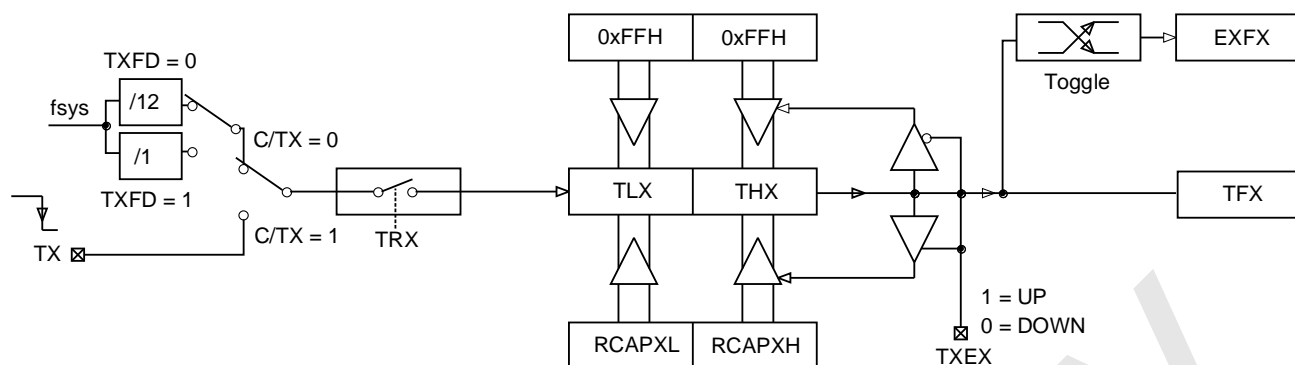 0xFFH 0xFFH
EXFX
Toggle
TXFD = 0
fsys
/12
/1
TXFD = 1
C/TX = 0
C/TX = 1
TX
TRX
TLX THX
TFX
RCAPXL RCAPXH
1 = UP
0 = DOWN
TXEX